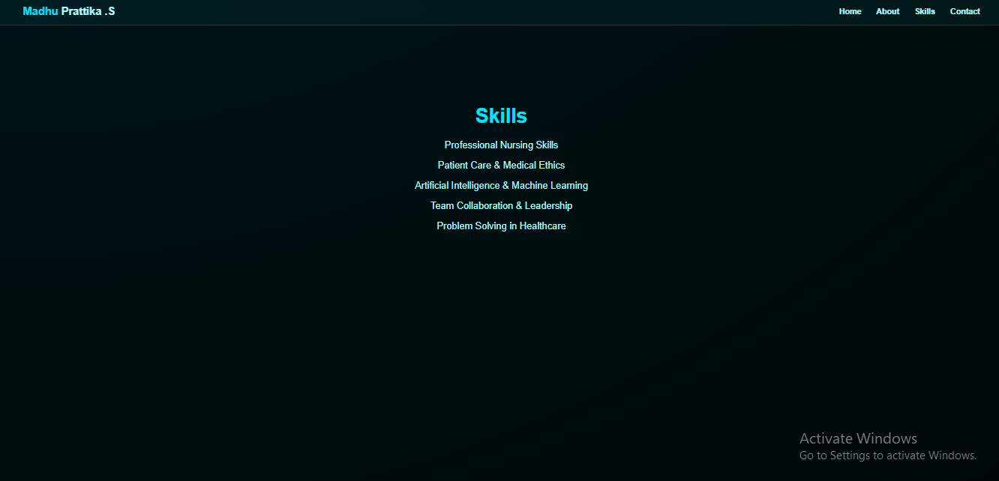 Madhu Prattika .S
Home About Skills Contact
Skills
Professional Nursing Skills
Patient Care & Medical Ethics
Artificial Intelligence & Machine Learning
Team Collaboration & Leadership
Problem Solving in Healthcare
Activate Windows
Go to Settings to activate Windows.